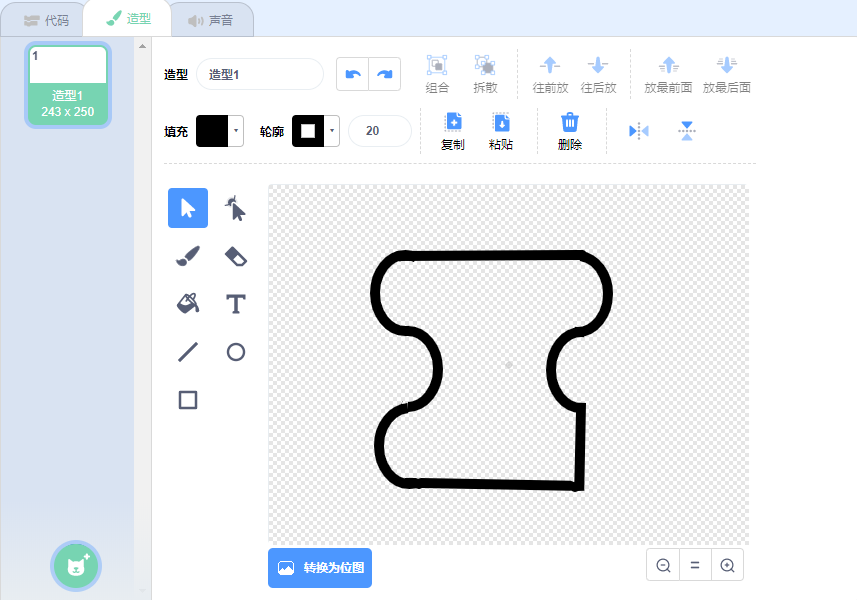 代码 造型 声音
1
造型1
243 x 250
造型 造型1 组合 拆散 往前放 往后放 放最前面 放最后面
填充 轮廓 20 复制 粘贴 删除
T
转换为位图